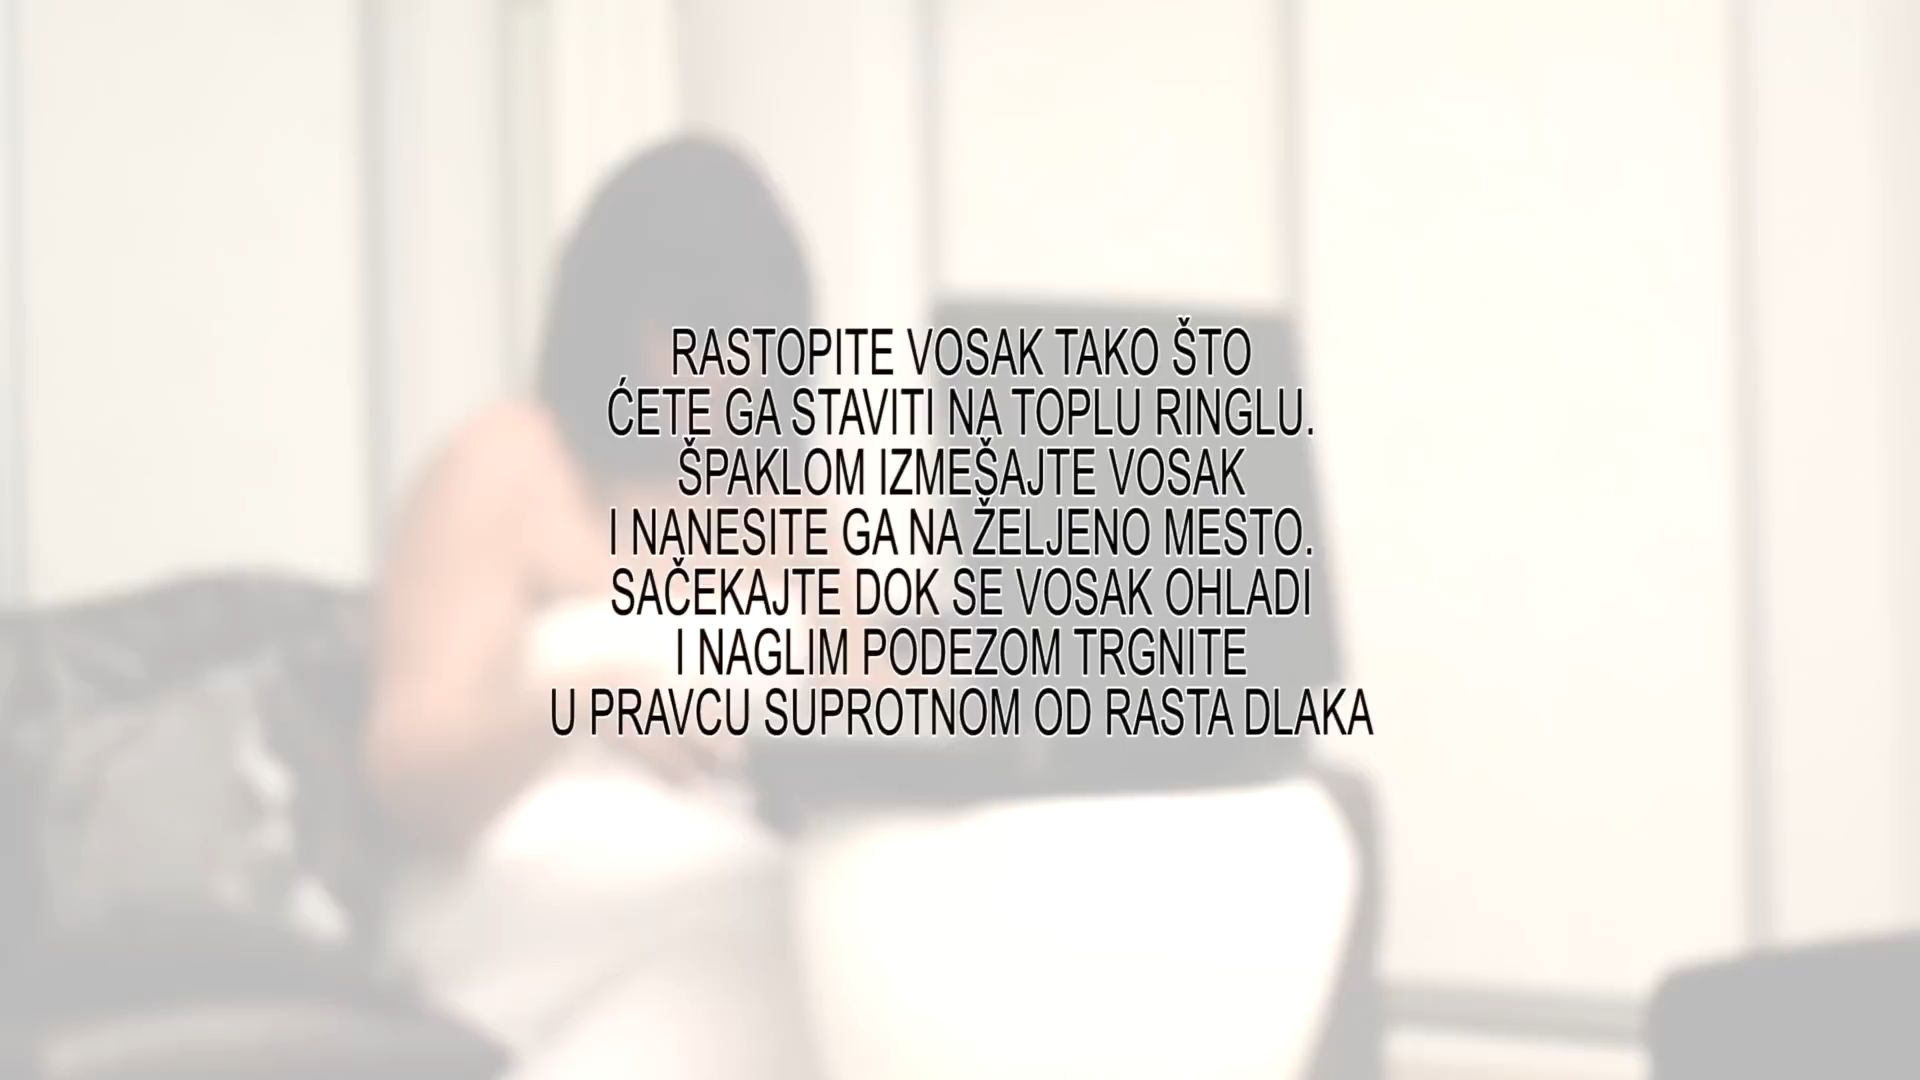 RASTOPITE VOSAK TAKO ŠTO
ĆETE GA STAVITI NA TOPLU RINGLU.
ŠPAKLOM IZMEŠAJTE VOSAK
I NANESITE GA NA ŽELJENO MESTO.
SAČEKAJTE DOK SE VOSAK OHLADI
I NAGLIM PODEZOM TRGNITE
U PRAVCU SUPROTNOM OD RASTA DLAKA